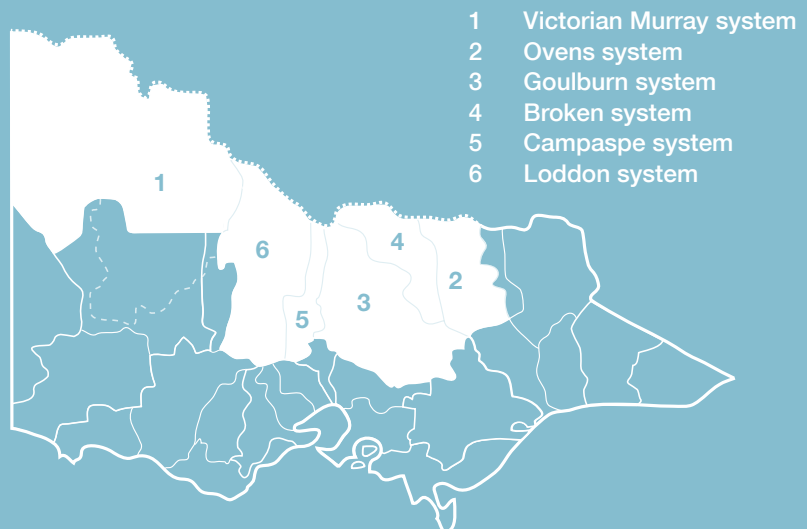 1 Victorian Murray system
2 Ovens system
3 Goulburn system
4 Broken system
5 Campaspe system
6 Loddon system
1
4
6
2
3
5